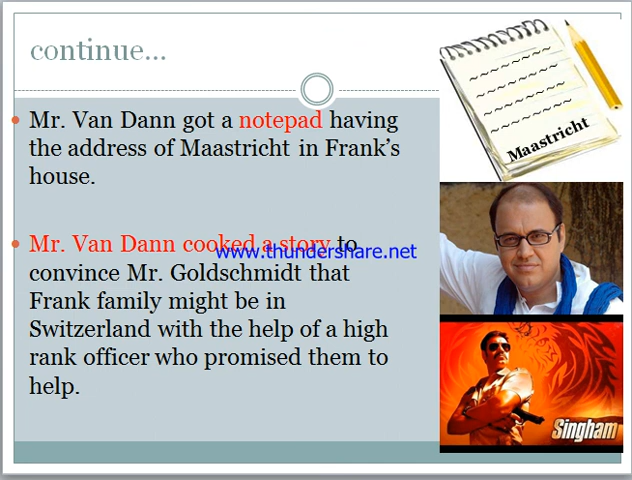 continue...
Mr. Van Dann got a notepad having
the address of Maastricht in Frank's
house.
Mr. Van Dann cooked a story to
www.thundershare.net
convince Mr. Goldschmidt that
Frank family might be in
Switzerland with the help of a high
rank officer who promised them to
help.
Maastricht
Singham